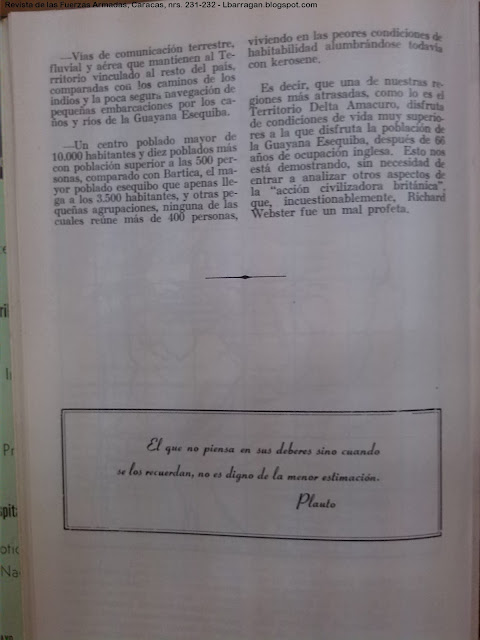 Revista de las Fuerzas Armadas, Caracas, nrs. 231-232 - Lbarragan.blogspot.com
—Vías de comunicación terrestre,
fluvial y aérea que mantienen al Te-
rritorio vinculado al resto del país,
comparadas con los caminos de los
indios y la poca segura navegación de
pequeñas embarcaciones por los ca-
ños y ríos de la Guayana Esequiba.
—Un centro poblado mayor de
10.000 habitantes y diez poblados más
con población superior a las 500 per-
sonas, comparado con Bartica, el ma-
yor poblado esequibo que apenas lle-
ga a los 3.500 habitantes, y otras pe-
queñas agrupaciones, ninguna de las
cuales reúne más de 400 personas,
viviendo en las peores condiciones de
habitabilidad alumbrándose todavía
con kerosene.
Es decir, que una de nuestras re-
giones más atrasadas, como lo es el
Territorio Delta Amacuro, disfruta
de condiciones de vida muy superio-
res a la que disfruta la población de
la Guayana Esequiba, después de 66
años de ocupación inglesa. Esto nos
está demostrando, sin necesidad de
entrar a analizar otros aspectos de
la "acción civilizadora británica",
que, incuestionablemente, Richard
Webster fue un mal profeta.
El que no piensa en sus deberes sino cuando
se los recuerdan, no es digno de la menor estimación.
Plauto